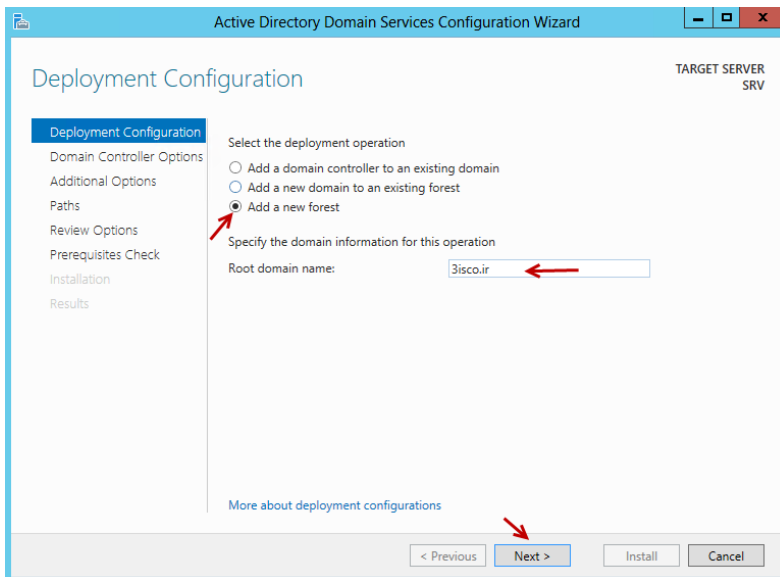 Active Directory Domain Services Configuration Wizard
Deployment Configuration
TARGET SERVER
SRV
Deployment Configuration
Domain Controller Options
Additional Options
Paths
Review Options
Prerequisites Check
Installation
Results
Select the deployment operation
Add a domain controller to an existing domain
Add a new domain to an existing forest
Add a new forest
Specify the domain information for this operation
Root domain name: 3isco.ir
More about deployment configurations
< Previous Next > Install Cancel